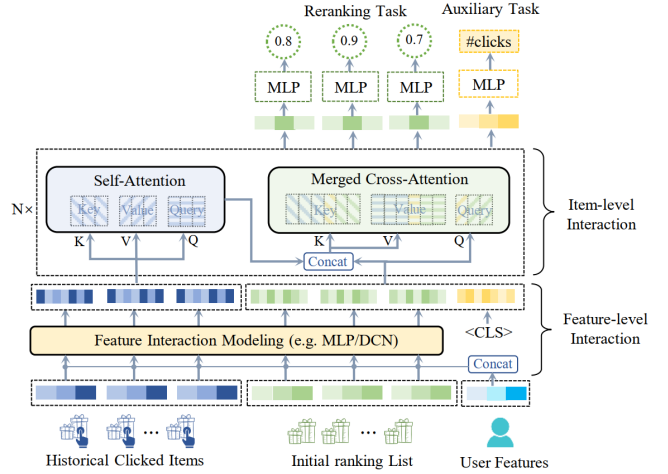 Reranking Task
Auxiliary Task
0.8
0.9
0.7
#clicks
MLP
MLP
MLP
MLP
Self-Attention
Merged Cross-Attention
N×
Key
Value
Query
Key
Value
Query
K
V
Q
K
V
Q
Concat
Item-level
Interaction
<CLS>
Feature Interaction Modeling (e.g. MLP/DCN)
Feature-level
Interaction
Concat
...
...
Historical Clicked Items
Initial ranking List
User Features